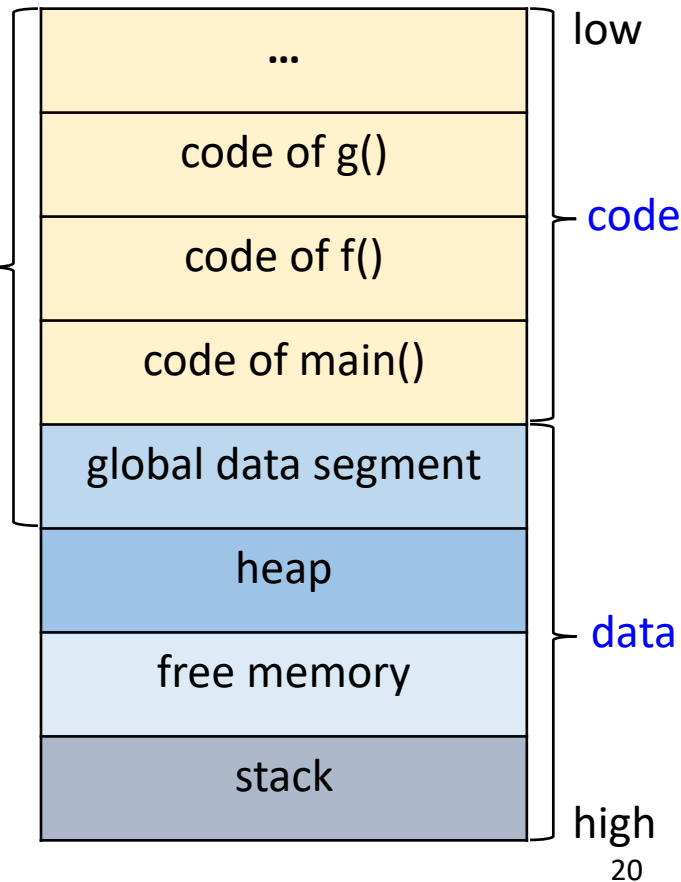 low
...
code of g()
code
code of f()
code of main()
global data segment
heap
data
free memory
stack
high
20